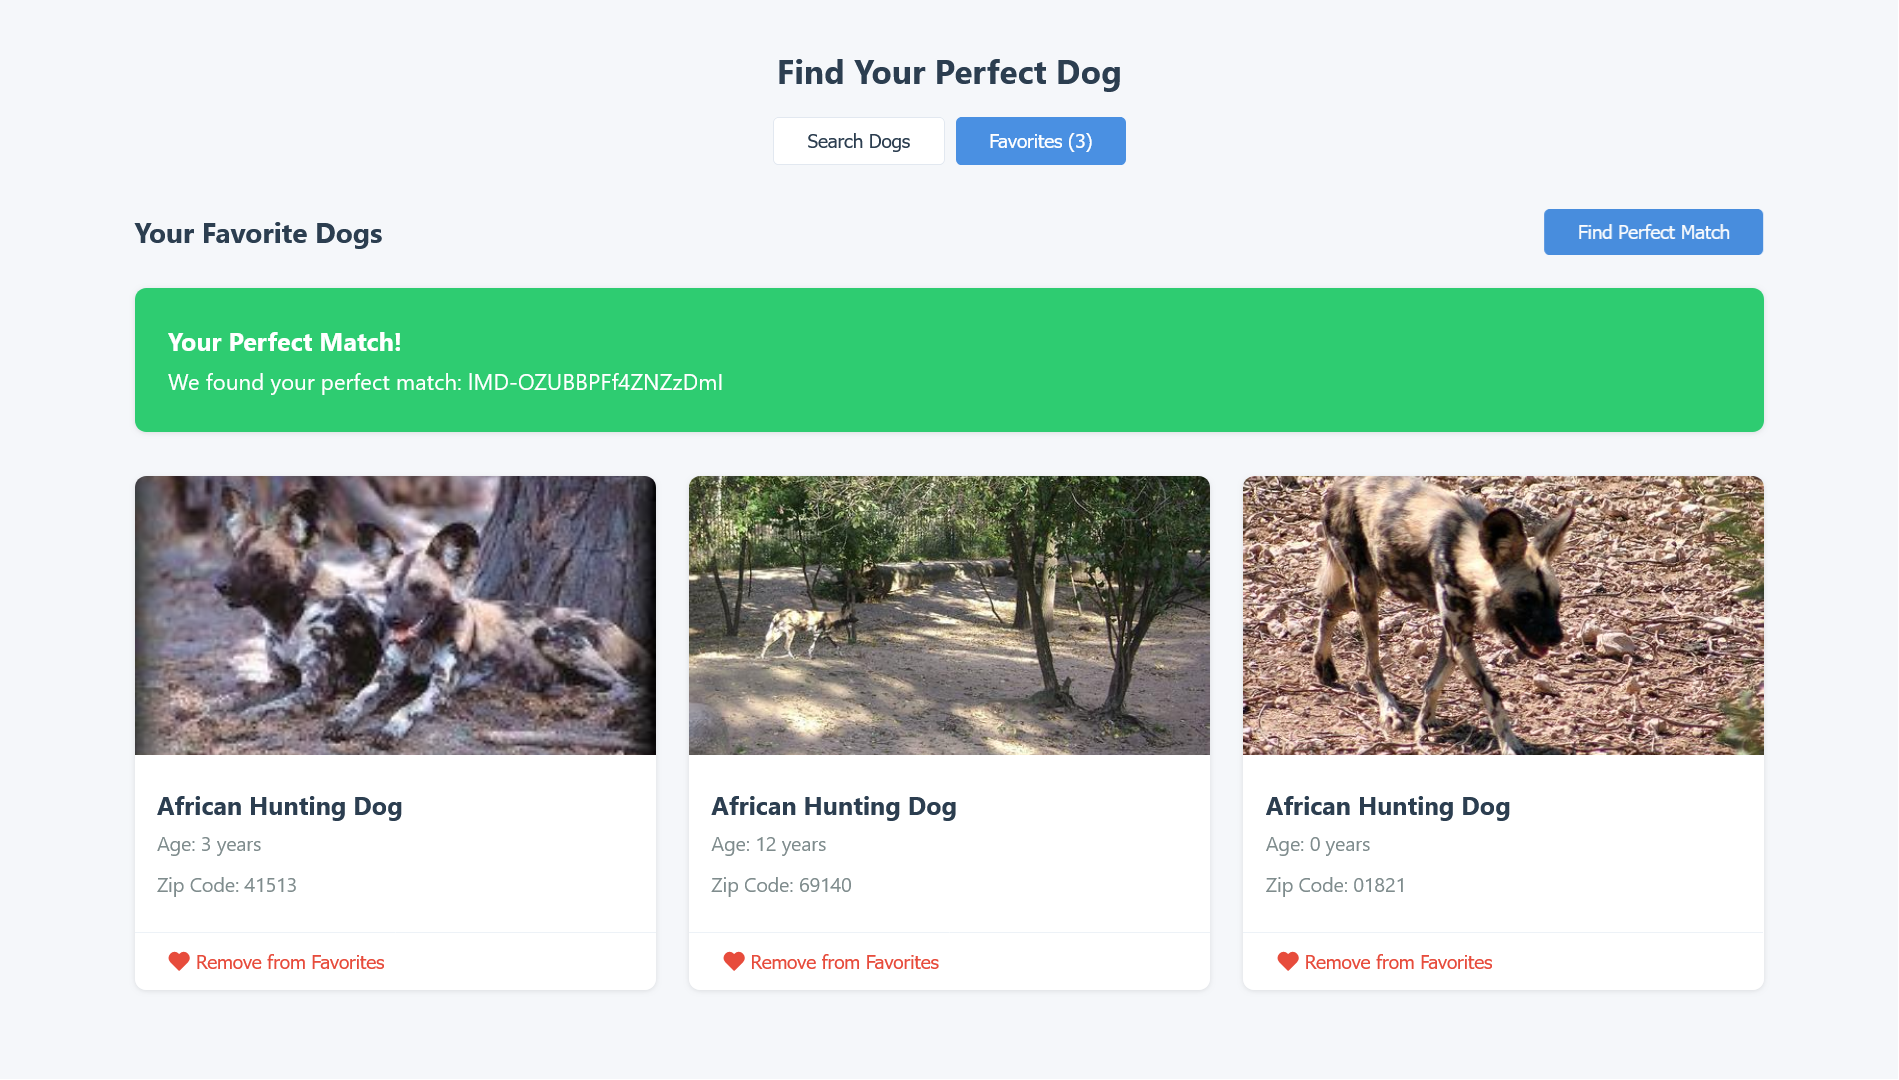 Find Your Perfect Dog
Search Dogs
Favorites (3)
Your Favorite Dogs
Find Perfect Match
Your Perfect Match!
We found your perfect match: lMD-OZUBBPFf4ZNZzDml
African Hunting Dog
Age: 3 years
Zip Code: 41513
Remove from Favorites
African Hunting Dog
Age: 12 years
Zip Code: 69140
Remove from Favorites
African Hunting Dog
Age: 0 years
Zip Code: 01821
Remove from Favorites